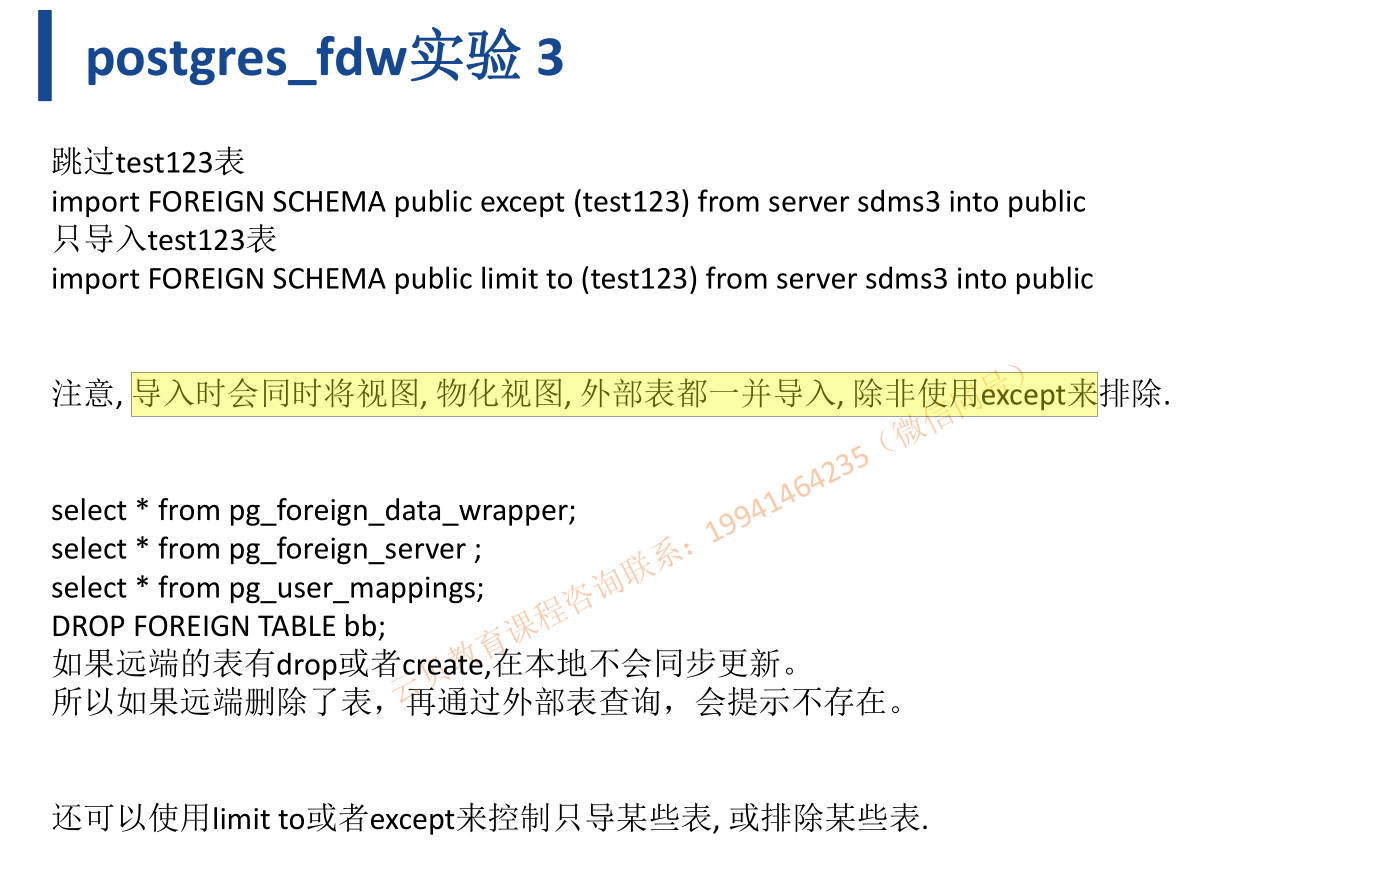 postgres_fdw实验 3
跳过test123表
import FOREIGN SCHEMA public except (test123) from server sdms3 into public
只导入test123表
import FOREIGN SCHEMA public limit to (test123) from server sdms3 into public
注意, 导入时会同时将视图, 物化视图, 外部表都一并导入, 除非使用except来排除.
select * from pg_foreign_data_wrapper;
select * from pg_foreign_server ;
select * from pg_user_mappings;
DROP FOREIGN TABLE bb;
如果远端的表有drop或者create,在本地不会同步更新。
所以如果远端删除了表，再通过外部表查询，会提示不存在。
还可以使用limit to或者except来控制只导某些表, 或排除某些表.
云贝教育课程咨询联系：19941464235（微信同号）